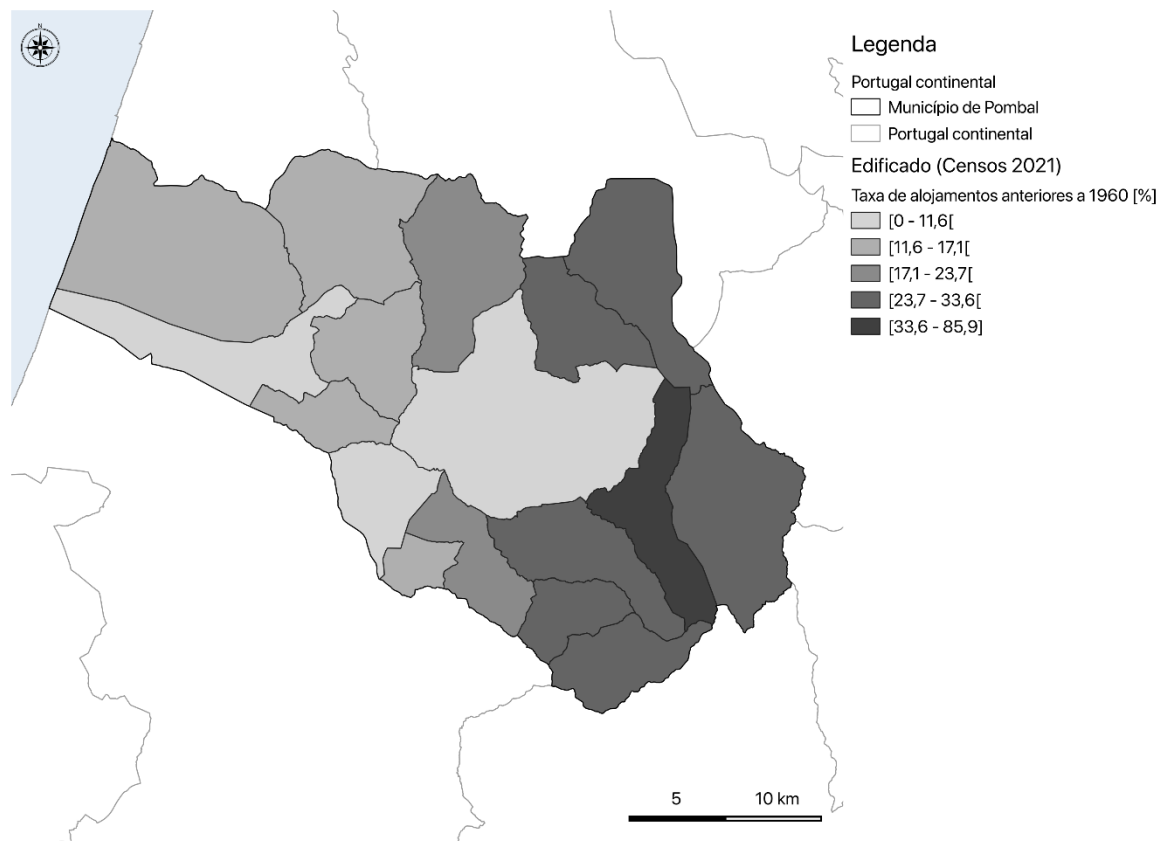 N
Legenda
Portugal continental
Município de Pombal
Portugal continental
Edificado (Censos 2021)
Taxa de alojamentos anteriores a 1960 [%]
[0 - 11,6[
[11,6 - 17,1[
[17,1 - 23,7[
[23,7 - 33,6[
[33,6 - 85,9]
5 10 km